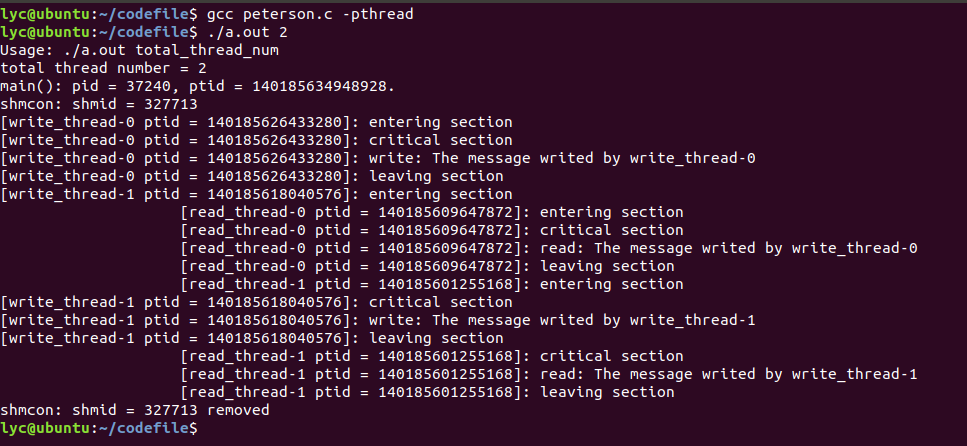 lyc@ubuntu:~/codefile$ gcc peterson.c -pthread
lyc@ubuntu:~/codefile$ ./a.out 2
Usage: ./a.out total_thread_num
total thread number = 2
main(): pid = 37240, ptid = 140185634948928.
shmcon: shmid = 327713
[write_thread-0 ptid = 140185626433280]: entering section
[write_thread-0 ptid = 140185626433280]: critical section
[write_thread-0 ptid = 140185626433280]: write: The message writed by write_thread-0
[write_thread-0 ptid = 140185626433280]: leaving section
[write_thread-1 ptid = 140185618040576]: entering section
[read_thread-0 ptid = 140185609647872]: entering section
[read_thread-0 ptid = 140185609647872]: critical section
[read_thread-0 ptid = 140185609647872]: read: The message writed by write_thread-0
[read_thread-0 ptid = 140185609647872]: leaving section
[read_thread-1 ptid = 140185601255168]: entering section
[write_thread-1 ptid = 140185618040576]: critical section
[write_thread-1 ptid = 140185618040576]: write: The message writed by write_thread-1
[write_thread-1 ptid = 140185618040576]: leaving section
[read_thread-1 ptid = 140185601255168]: critical section
[read_thread-1 ptid = 140185601255168]: read: The message writed by write_thread-1
[read_thread-1 ptid = 140185601255168]: leaving section
shmcon: shmid = 327713 removed
lyc@ubuntu:~/codefile$